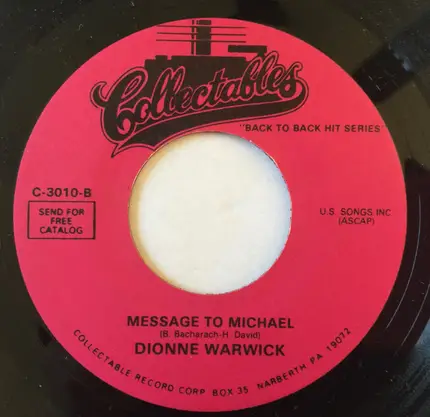 Collectables
"BACK TO BACK HIT SERIES"
C-3010-B
SEND FOR
FREE
CATALOG
U.S. SONGS INC
(ASCAP)
MESSAGE TO MICHAEL
(B. Bacharach-H. David)
DIONNE WARWICK
COLLECTABLE RECORD CORP BOX 35 NARBERTH PA 19072